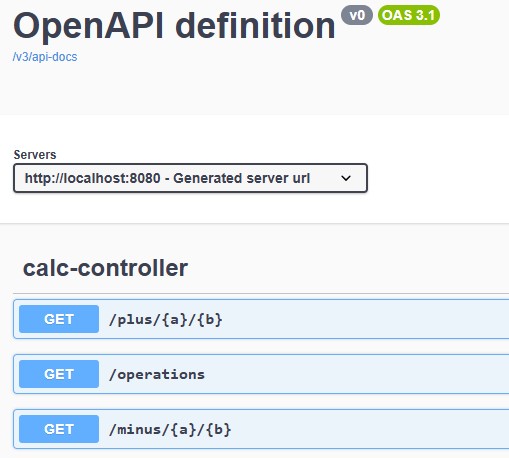 OpenAPI definition v0 OAS 3.1
/v3/api-docs
Servers
http://localhost:8080 - Generated server url
calc-controller
GET /plus/{a}/{b}
GET /operations
GET /minus/{a}/{b}